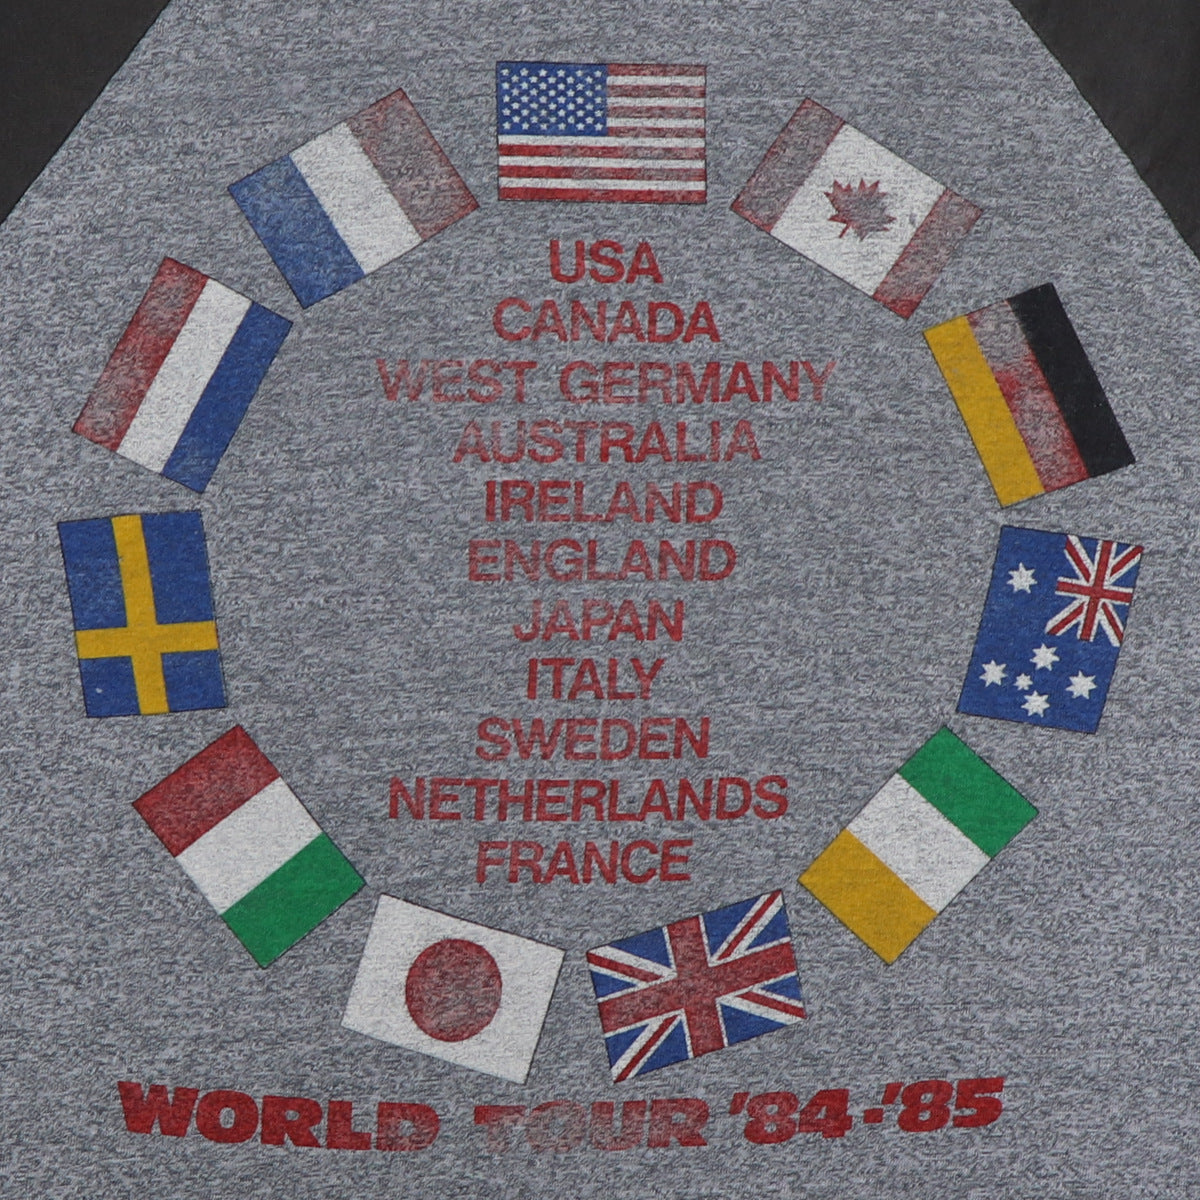 USA
CANADA
WEST GERMANY
AUSTRALIA
IRELAND
ENGLAND
JAPAN
ITALY
SWEDEN
NETHERLANDS
FRANCE
WORLD TOUR '84-'85